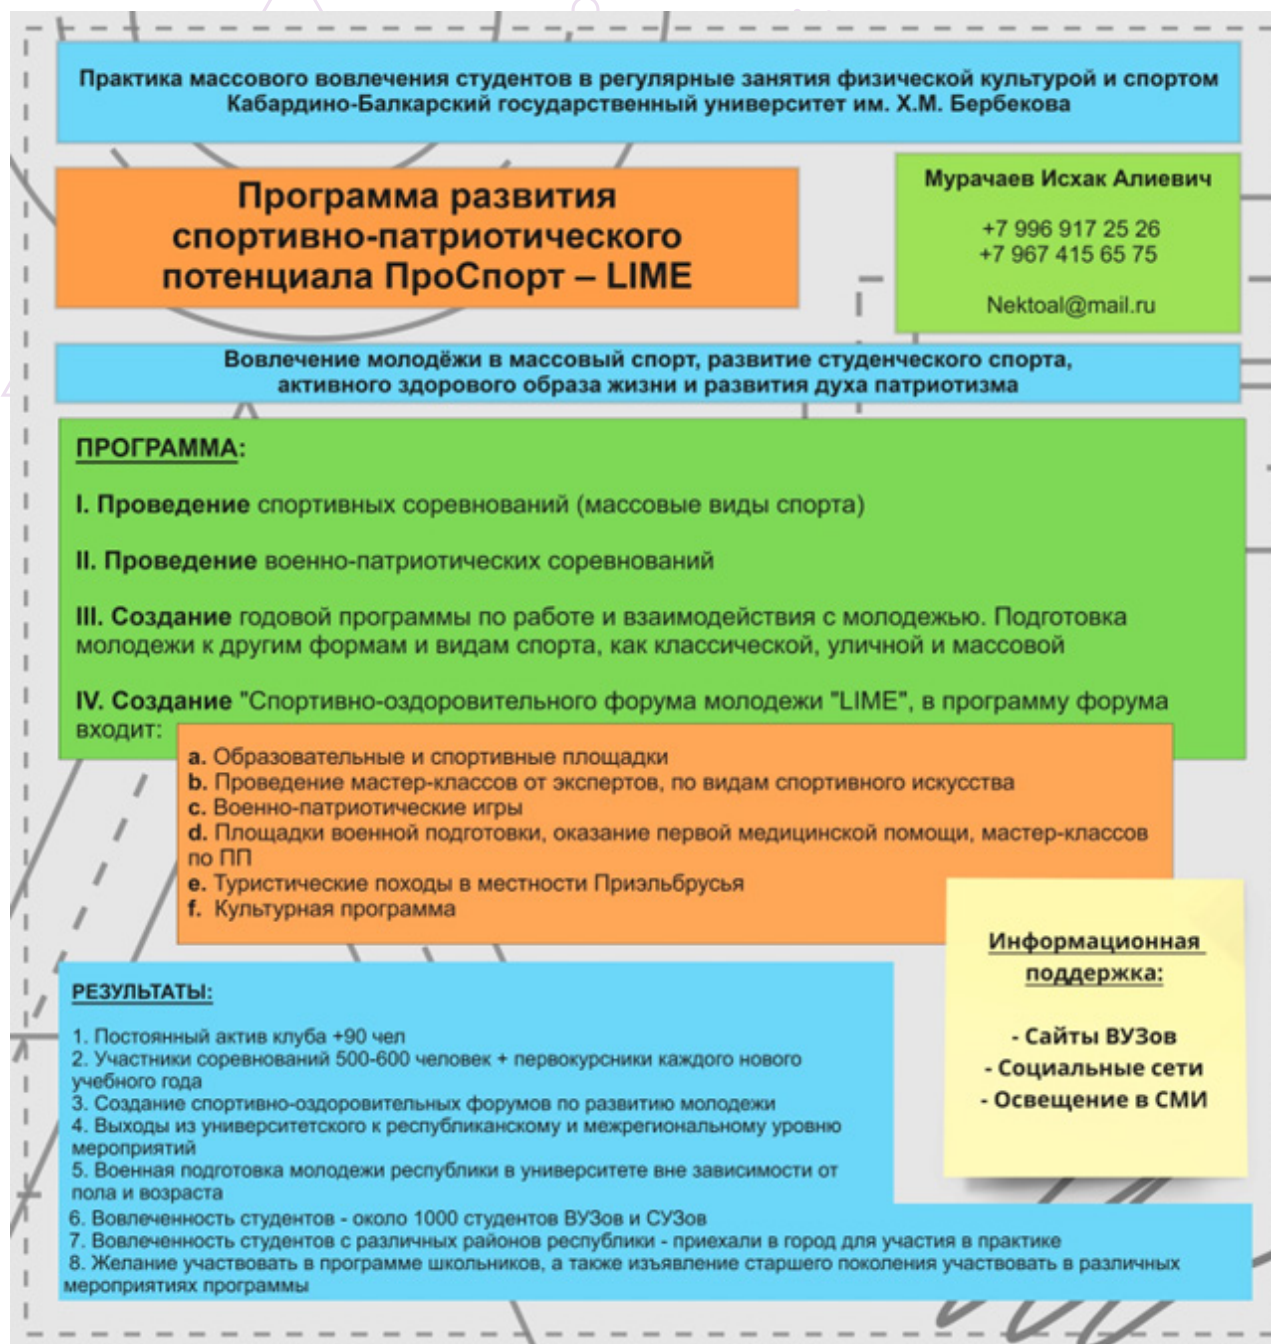 Практика массового вовлечения студентов в регулярные занятия физической культурой и спортом
Кабардино-Балкарский государственный университет им. Х.М. Бербекова
Программа развития
спортивно-патриотического
потенциала ПроСпорт – LIME
Мурачаев Исхак Алиевич
+7 996 917 25 26
+7 967 415 65 75
Nektoal@mail.ru
Вовлечение молодёжи в массовый спорт, развитие студенческого спорта,
активного здорового образа жизни и развития духа патриотизма
ПРОГРАММА:
I. Проведение спортивных соревнований (массовые виды спорта)
II. Проведение военно-патриотических соревнований
III. Создание годовой программы по работе и взаимодействия с молодежью. Подготовка
молодежи к другим формам и видам спорта, как классической, уличной и массовой
IV. Создание "Спортивно-оздоровительного форума молодежи "LIME", в программу форума
входит:
a. Образовательные и спортивные площадки
b. Проведение мастер-классов от экспертов, по видам спортивного искусства
c. Военно-патриотические игры
d. Площадки военной подготовки, оказание первой медицинской помощи, мастер-классов
по ПП
e. Туристические походы в местности Приэльбрусья
f. Культурная программа
РЕЗУЛЬТАТЫ:
1. Постоянный актив клуба +90 чел
2. Участники соревнований 500-600 человек + первокурсники каждого нового
учебного года
3. Создание спортивно-оздоровительных форумов по развитию молодежи
4. Выходы из университетского к республиканскому и межрегиональному уровню
мероприятий
5. Военная подготовка молодежи республики в университете вне зависимости от
пола и возраста
6. Вовлеченность студентов - около 1000 студентов ВУЗов и СУЗов
7. Вовлеченность студентов с различных районов республики - приехали в город для участия в практике
8. Желание участвовать в программе школьников, а также изъявление старшего поколения участвовать в различных
мероприятиях программы
Информационная
поддержка:
- Сайты ВУЗов
- Социальные сети
- Освещение в СМИ